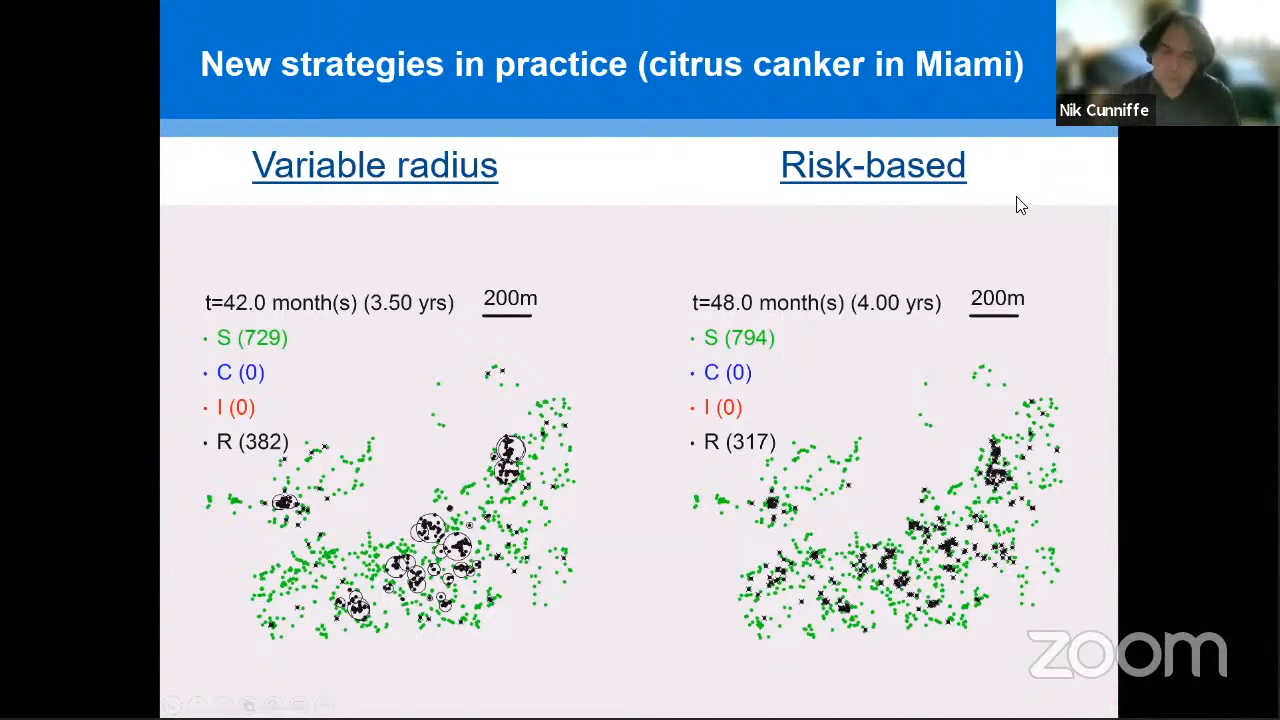 New strategies in practice (citrus canker in Miami)
Nik Cunniffe
Variable radius
Risk-based
t=42.0 month(s) (3.50 yrs)
200m
• S (729)
• C (0)
• I (0)
• R (382)
t=48.0 month(s) (4.00 yrs)
200m
• S (794)
• C (0)
• I (0)
• R (317)
zoom